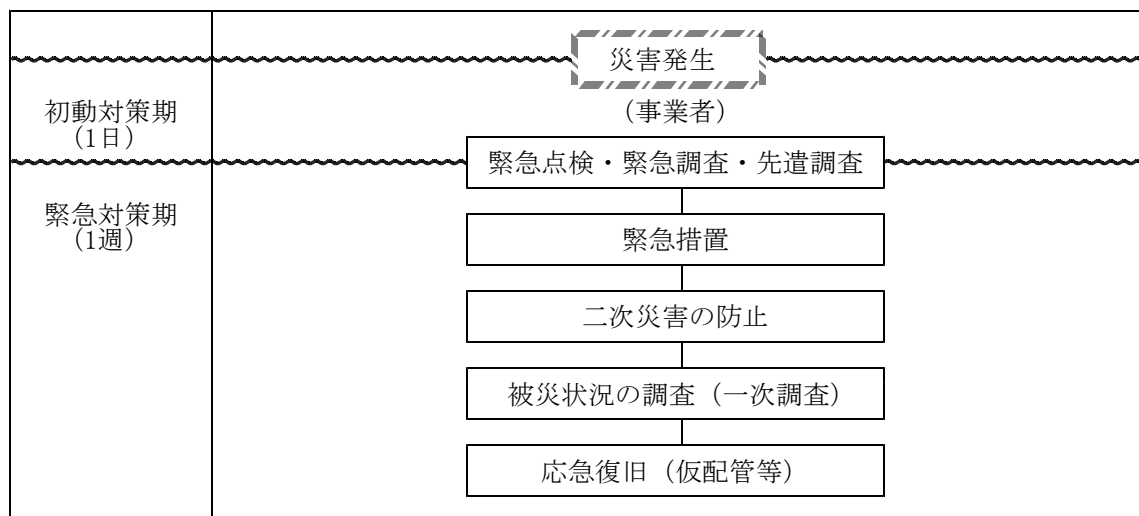 災害発生
初動対策期
（1日）
（事業者）
緊急点検・緊急調査・先遣調査
緊急対策期
（1週）
緊急措置
二次災害の防止
被災状況の調査（一次調査）
応急復旧（仮配管等）